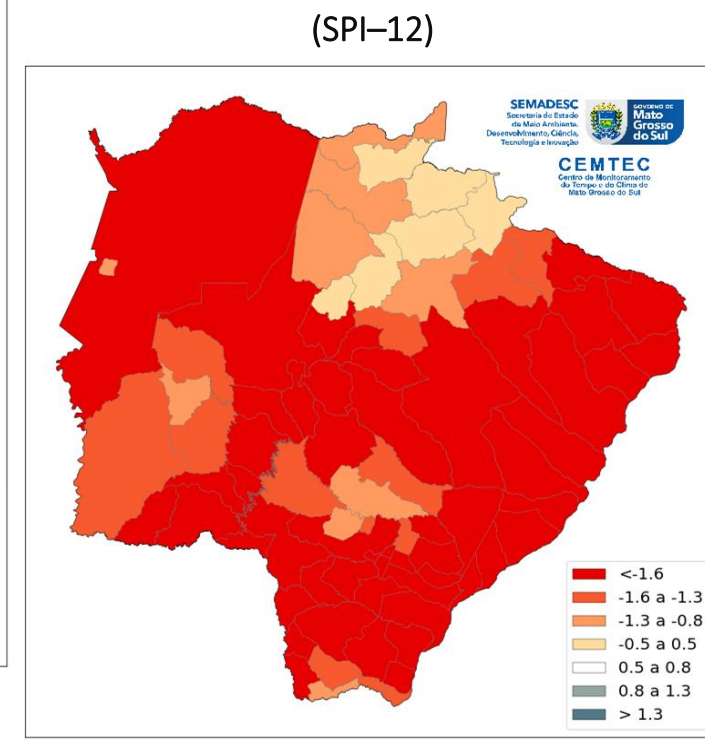 (SPI–12)
SEMADESC
Secretaria de Estado
de Meio Ambiente,
Desenvolvimento, Ciência,
Tecnologia e Inovação
GOVERNO DE
Mato
Grosso
do Sul
CEMTEC
Centro de Monitoramento
do Tempo e do Clima de
Mato Grosso do Sul
<-1.6
-1.6 a -1.3
-1.3 a -0.8
-0.5 a 0.5
0.5 a 0.8
0.8 a 1.3
> 1.3